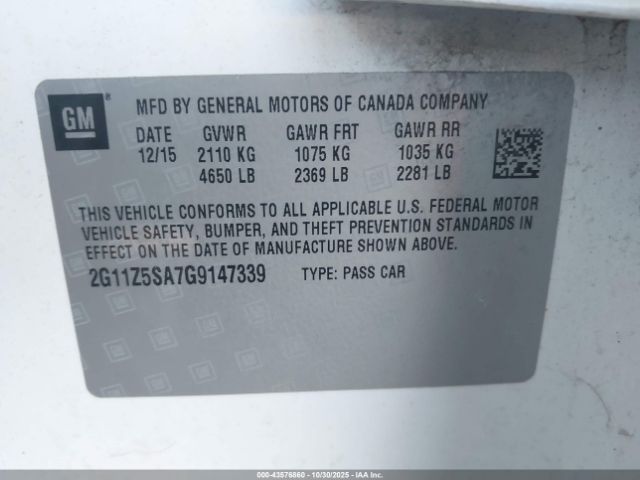 GM ®
MFD BY GENERAL MOTORS OF CANADA COMPANY
DATE GVWR GAWR FRT GAWR RR
12/15 2110 KG 1075 KG 1035 KG
4650 LB 2369 LB 2281 LB
THIS VEHICLE CONFORMS TO ALL APPLICABLE U.S. FEDERAL MOTOR
VEHICLE SAFETY, BUMPER, AND THEFT PREVENTION STANDARDS IN
EFFECT ON THE DATE OF MANUFACTURE SHOWN ABOVE.
2G11Z5SA7G9147339 TYPE: PASS CAR
000-43576860 - 10/30/2025 - IAA, Inc.